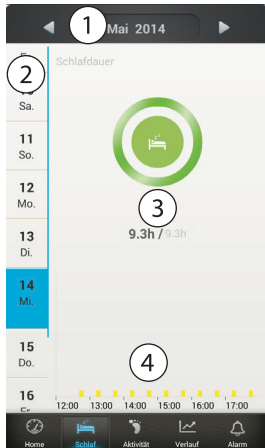 1
Mai 2014
2
Schlafdauer
Sa.
11
So.
12
Mo.
3
9.3h / 9.3h
13
Di.
14
Mi.
4
15
Do.
16
12:00 13:00 14:00 15:00 16:00 17:00
Home Schlaf Aktivität Verlauf Alarm